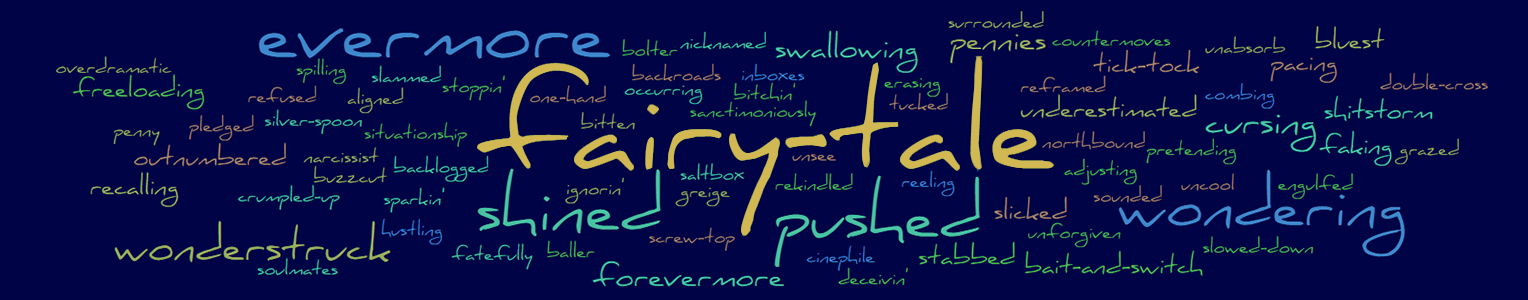 surrounded
evermore
bolter nicknamed swallowing pennies countermoves unabsorb bluest
overdramatic spilling slammed stoppin' backroads inboxes tick-tock pacing
freeloading refused aligned one-hand occurring bitchin' erasing tucked reframed combing double-cross
penny pledged silver-spoon situationship bitten sanctimoniously fairy-tale underestimated cursing shitstorm
outnumbered narcissist backlogged unsee northbound pretending faking grazed
recalling buzzcut crumpled-up sparkin' ignorin' saltbox greige rekindled reeling adjusting sounded uncool engulfed
wonderstruck hustling shined screw-top pushed slicked unforgiven wondering
soulmates fatefully baller forevermore cinephile deceivin' stabbed bait-and-switch slowed-down